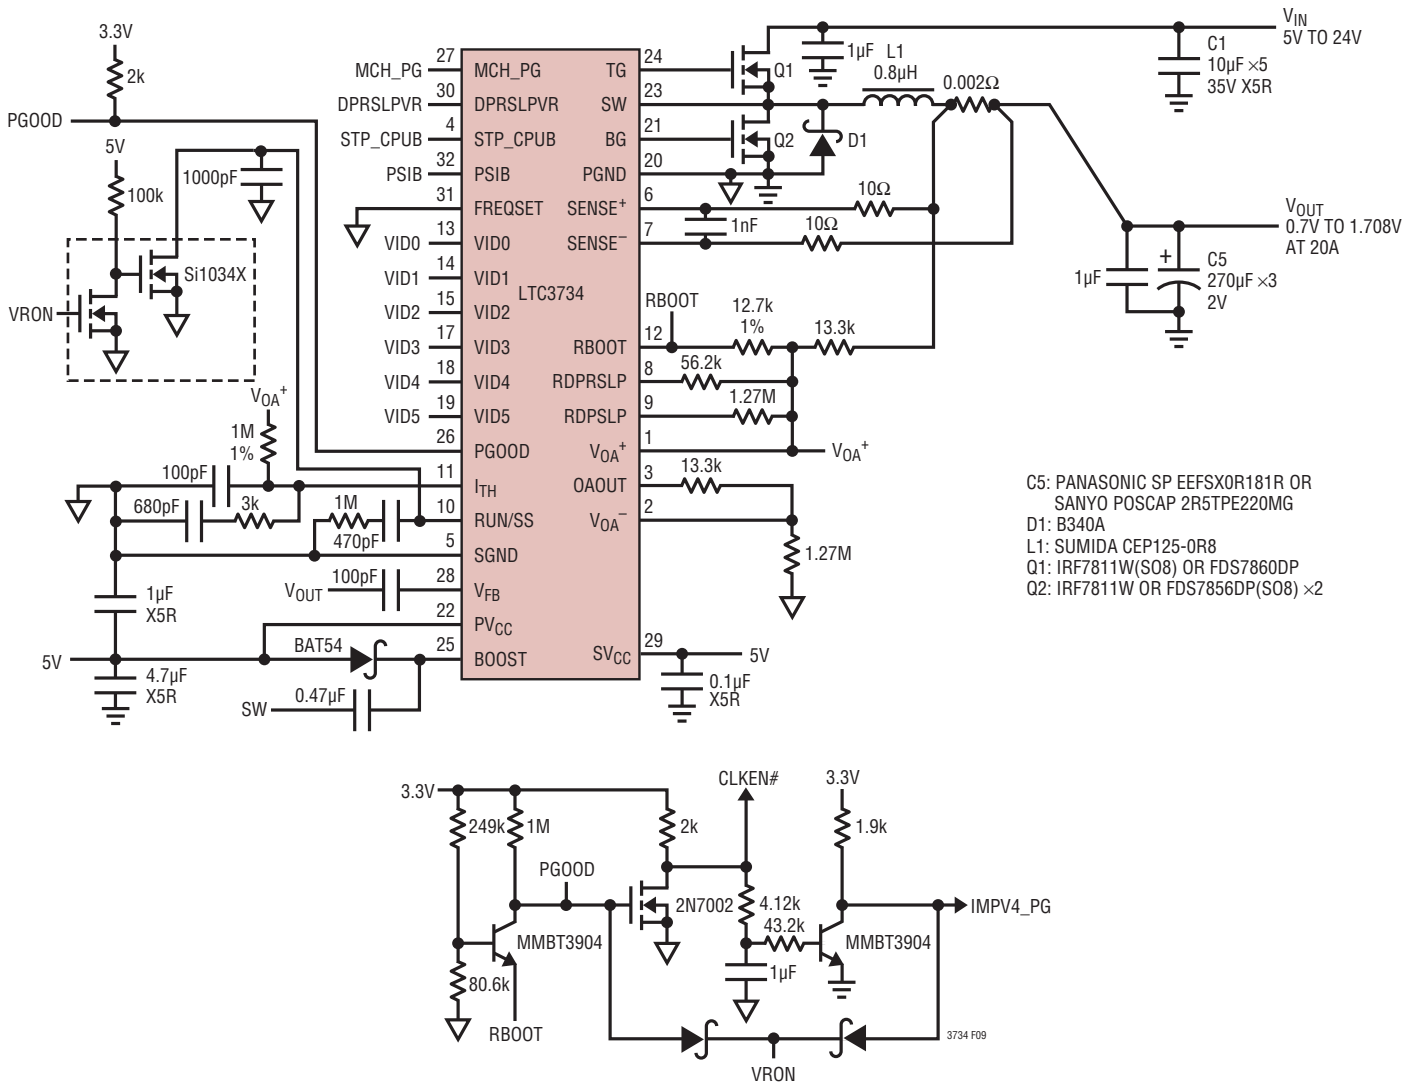 3.3V
2k
PGOOD
5V
100k
1000pF
Si1034X
VRON
VOA+
1M
1%
100pF
680pF
3k
1M
470pF
1µF
X5R
VOUT
100pF
5V
BAT54
4.7µF
X5R
SW
0.47µF
MCH_PG
27
MCH_PG
DPRSLPVR
30
DPRSLPVR
STP_CPUB
4
STP_CPUB
PSIB
32
PSIB
31
FREQSET
VID0
13
VID0
VID1
14
VID1
VID2
15
VID2
VID3
17
VID3
VID4
18
VID4
VID5
19
VID5
26
PGOOD
11
ITH
10
RUN/SS
5
SGND
28
VFB
22
PVCC
25
BOOST
LTC3734
TG
24
SW
23
BG
21
PGND
20
SENSE+
6
SENSE–
7
RBOOT
12
RDPRSLP
8
RDPSLP
9
VOA+
1
OAOUT
3
VOA–
2
SVCC
29
Q1
1µF
L1
0.8µH
0.002Ω
Q2
D1
10Ω
1nF
10Ω
RBOOT
12.7k
1%
13.3k
56.2k
1.27M
VOA+
13.3k
1.27M
5V
0.1µF
X5R
VIN
5V TO 24V
C1
10µF ×5
35V X5R
VOUT
0.7V TO 1.708V
AT 20A
1µF
+
C5
270µF ×3
2V
C5: PANASONIC SP EEFSX0R181R OR
SANYO POSCAP 2R5TPE220MG
D1: B340A
L1: SUMIDA CEP125-0R8
Q1: IRF7811W(SO8) OR FDS7860DP
Q2: IRF7811W OR FDS7856DP(SO8) ×2
3.3V
249k
1M
2k
PGOOD
MMBT3904
80.6k
RBOOT
2N7002
CLKEN#
4.12k
43.2k
1µF
3.3V
1.9k
MMBT3904
IMPV4_PG
VRON
3734 F09